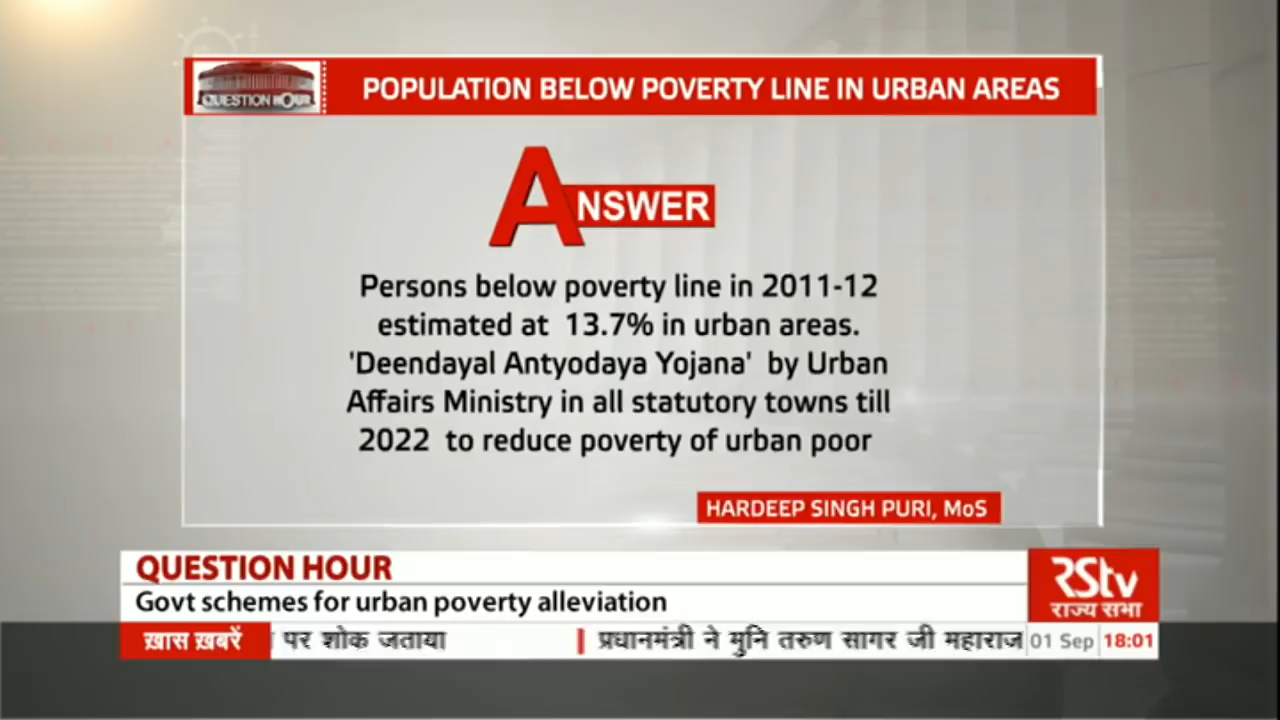 QUESTION HOUR
POPULATION BELOW POVERTY LINE IN URBAN AREAS
ANSWER
Persons below poverty line in 2011-12
estimated at 13.7% in urban areas.
'Deendayal Antyodaya Yojana' by Urban
Affairs Ministry in all statutory towns till
2022 to reduce poverty of urban poor
HARDEEP SINGH PURI, MoS
QUESTION HOUR
Govt schemes for urban poverty alleviation
RStv
राज्य सभा
ख़ास ख़बरें
पर शोक जताया | प्रधानमंत्री ने मुनि तरुण सागर जी महाराज
01 Sep 18:01